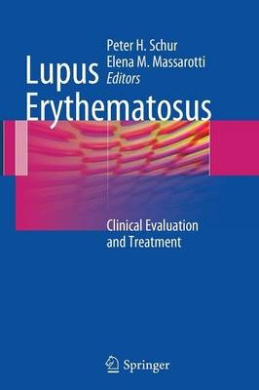 Peter H. Schur
Elena M. Massarotti
Editors
Lupus
Erythematosus
Clinical Evaluation
and Treatment
Springer